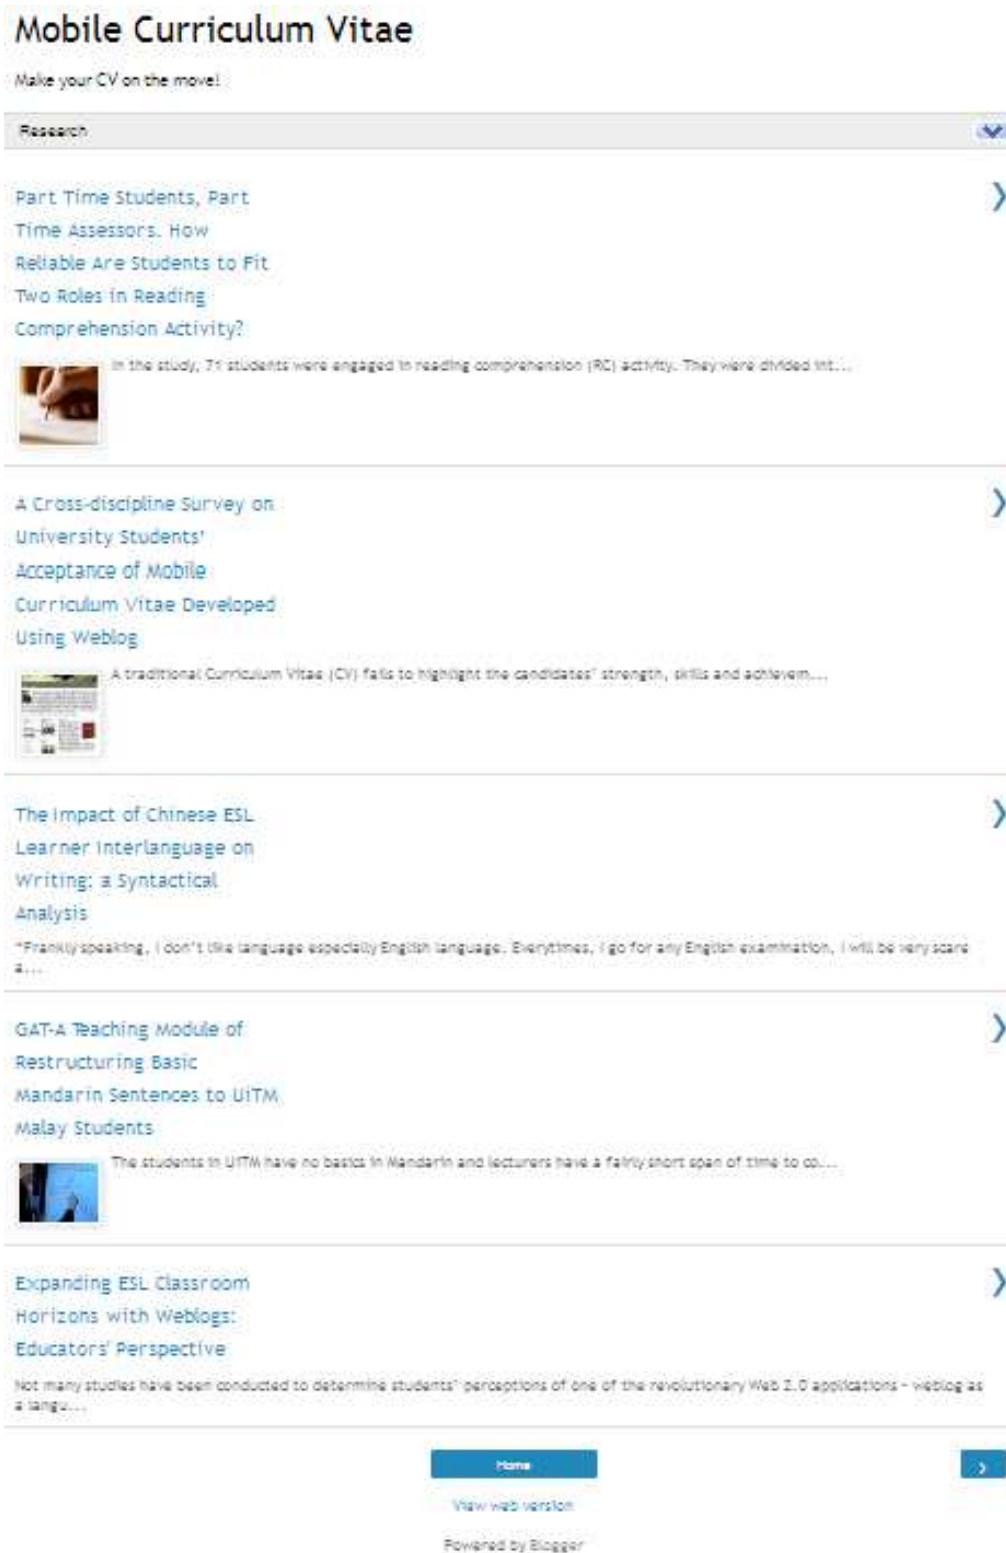 Mobile Curriculum Vitae
Make your CV on the move!
Research
Part Time Students, Part
Time Assessors. How
Reliable Are Students to Fit
Two Roles in Reading
Comprehension Activity?
In the study, 71 students were engaged in reading comprehension (RC) activity. They were divided int...
A Cross-discipline Survey on
University Students'
Acceptance of Mobile
Curriculum Vitae Developed
Using Weblog
A traditional Curriculum Vitae (CV) fails to highlight the candidates' strength, skills and achievem...
The Impact of Chinese ESL
Learner Interlanguage on
Writing: a Syntactical
Analysis
"Frankly speaking, I don't like language especially English language. Everytimes, I go for any English examination, I will be very scare
a...
GAT-A Teaching Module of
Restructuring Basic
Mandarin Sentences to UiTM
Malay Students
The students in UiTM have no basics in Mandarin and lecturers have a fairly short span of time to co...
Expanding ESL Classroom
Horizons with Weblogs:
Educators' Perspective
Not many studies have been conducted to determine students' perceptions of one of the revolutionary Web 2.0 applications – weblog as
a langu...
Home
View web version
Powered by Blogger